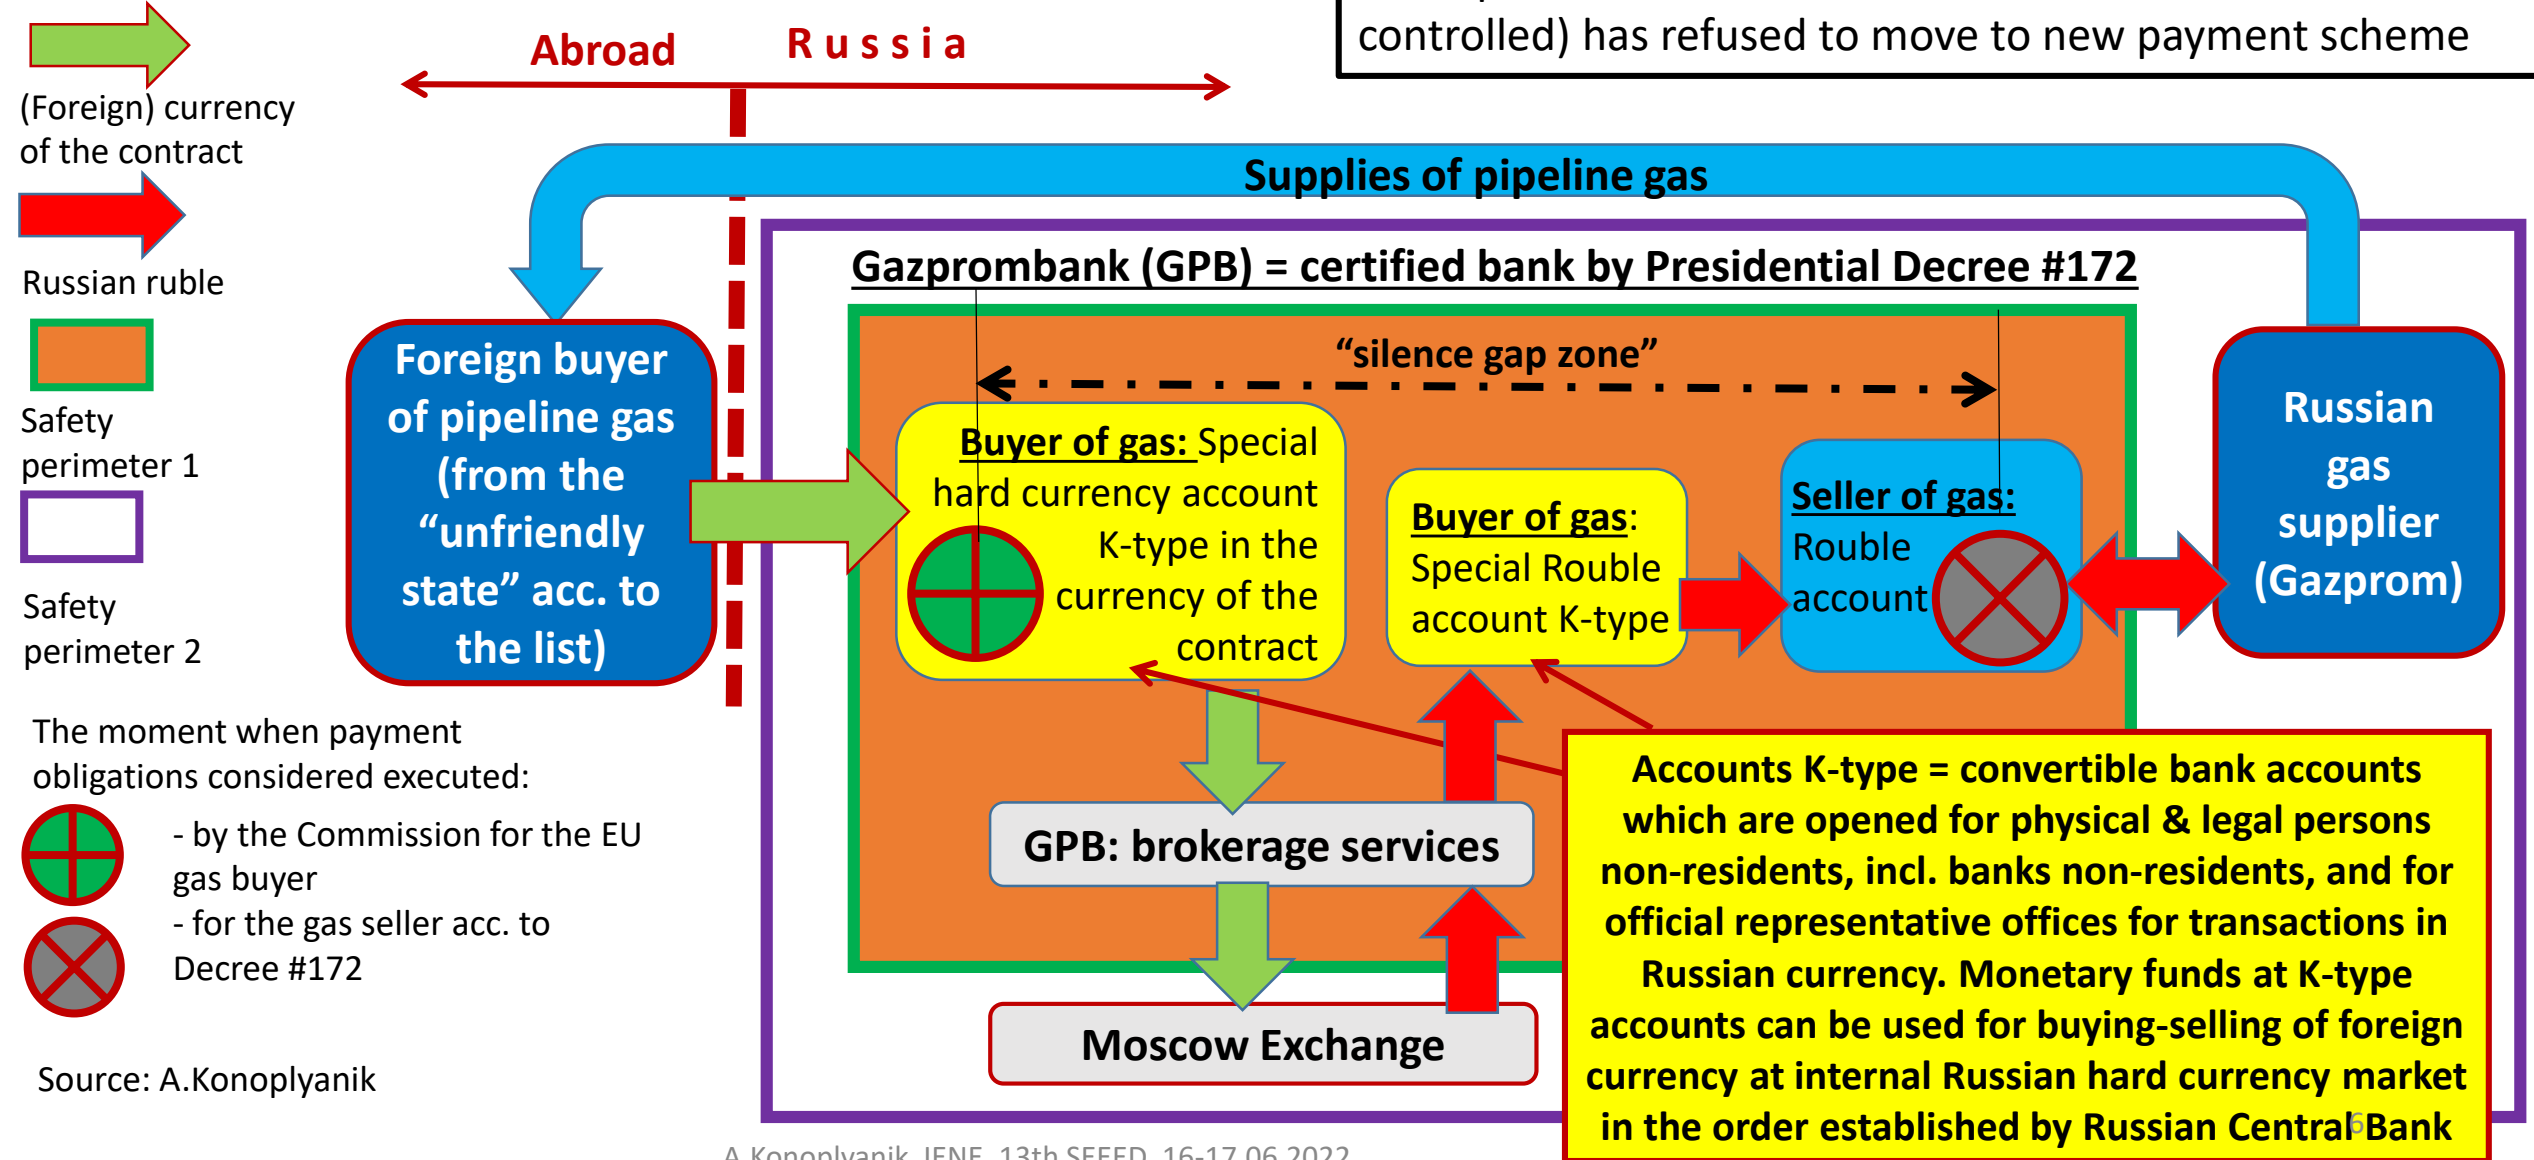 controlled) has refused to move to new payment scheme
Abroad
Russia
(Foreign) currency
of the contract
Russian ruble
Safety
perimeter 1
Safety
perimeter 2
Supplies of pipeline gas
Gazprombank (GPB) = certified bank by Presidential Decree #172
"silence gap zone"
Foreign buyer
of pipeline gas
(from the
“unfriendly
state” acc. to
the list)
Buyer of gas: Special
hard currency account
K-type in the
currency of the
contract
Buyer of gas:
Special Rouble
account K-type
Seller of gas:
Rouble
account
Russian
gas
supplier
(Gazprom)
The moment when payment
obligations considered executed:
- by the Commission for the EU
gas buyer
- for the gas seller acc. to
Decree #172
Source: A.Konoplyanik
GPB: brokerage services
Moscow Exchange
Accounts K-type = convertible bank accounts
which are opened for physical & legal persons
non-residents, incl. banks non-residents, and for
official representative offices for transactions in
Russian currency. Monetary funds at K-type
accounts can be used for buying-selling of foreign
currency at internal Russian hard currency market
in the order established by Russian Central Bank
6
A.Konoplyanik, IENE, 13th SEEED, 16-17.06.2022